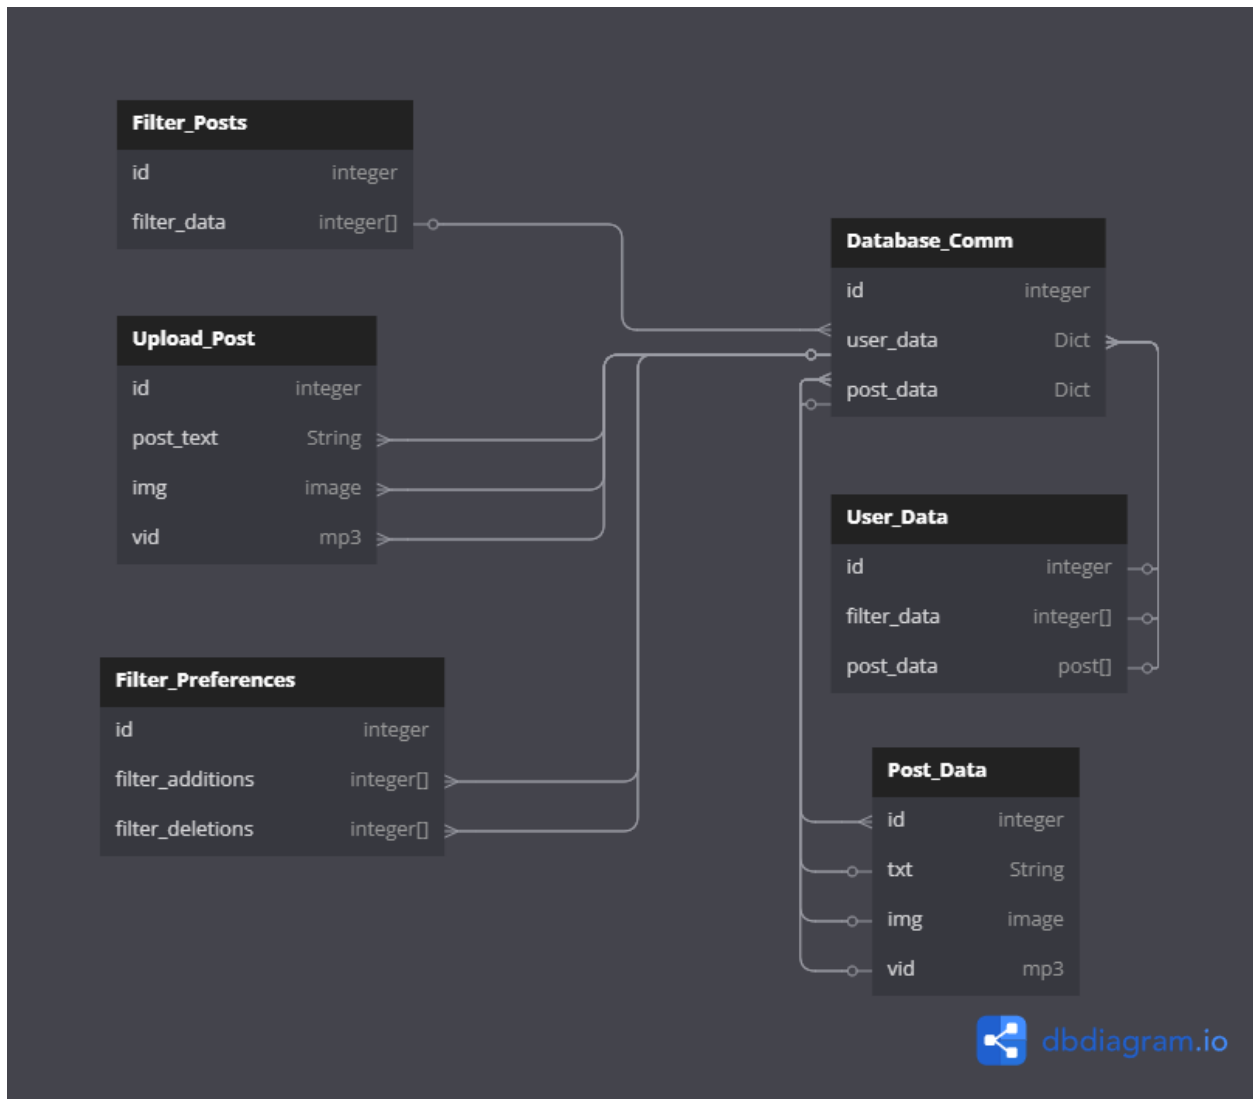 Filter_Posts
id integer
filter_data integer[]
Upload_Post
id integer
post_text String
img image
vid mp3
Filter_Preferences
id integer
filter_additions integer[]
filter_deletions integer[]
Database_Comm
id integer
user_data Dict
post_data Dict
User_Data
id integer
filter_data integer[]
post_data post[]
Post_Data
id integer
txt String
img image
vid mp3
dbdiagram.io